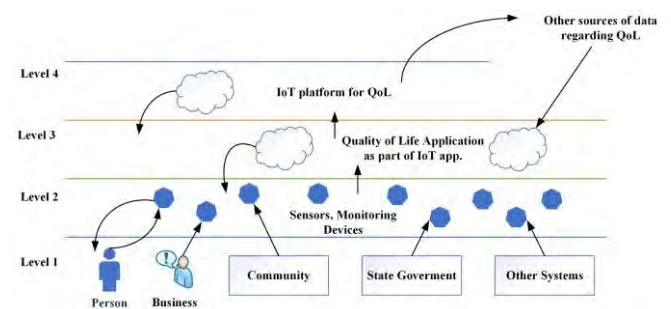 Other sources of data
regarding QoL
Level 4
IoT platform for QoL
Level 3
Quality of Life Application
as part of IoT app.
Level 2
Sensors, Monitoring
Devices
Level 1
!
Person
Business
Community
State Goverment
Other Systems